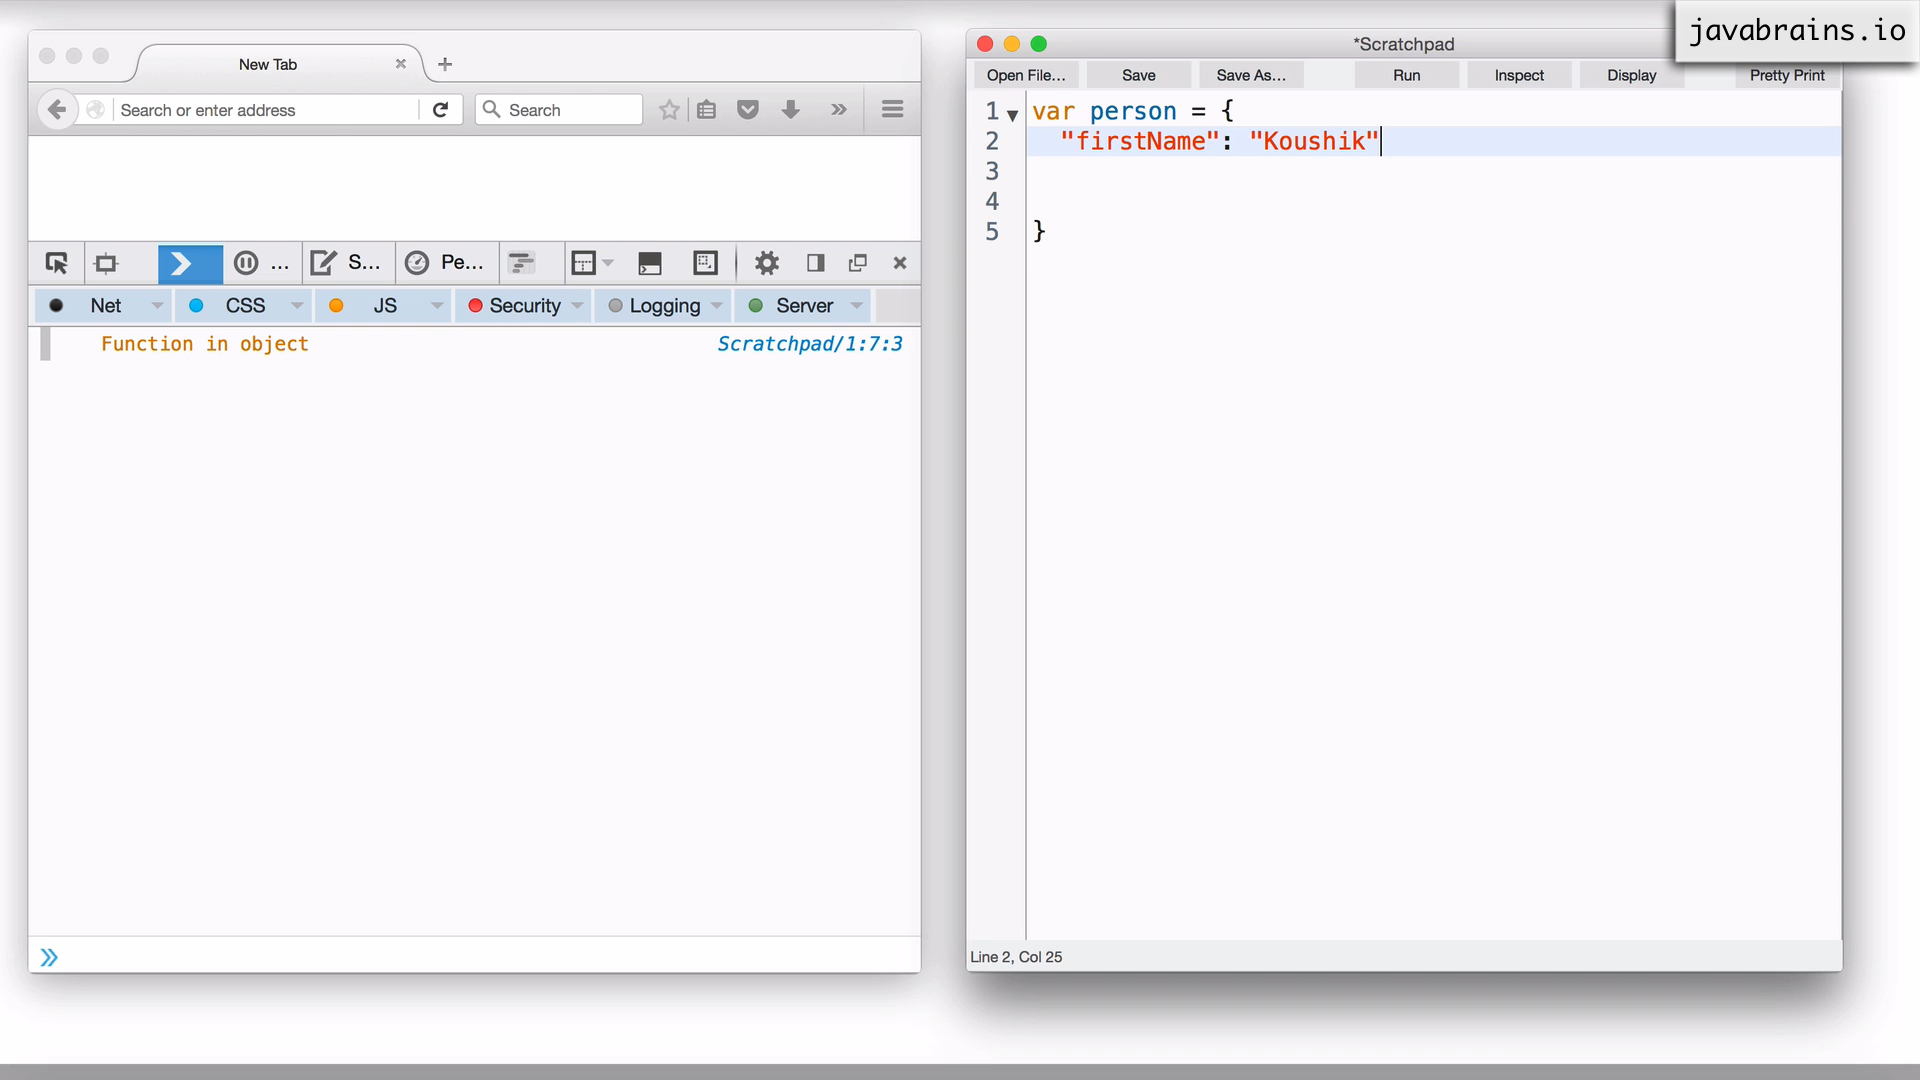 javabrains.io
New Tab
Search or enter address
Search
... S... Pe...
Net CSS JS Security Logging Server
Function in object Scratchpad/1:7:3
*Scratchpad
Open File... Save Save As... Run Inspect Display Pretty Print
1 var person = {
2 "firstName": "Koushik"
3
4
5 }
Line 2, Col 25